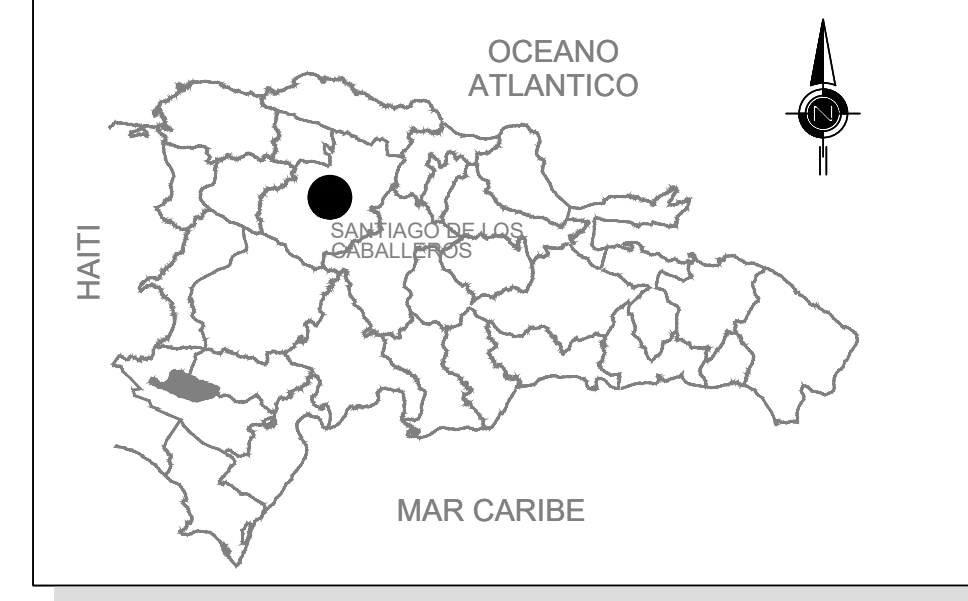 OCEANO
ATLANTICO
N
SANTIAGO DE LOS
CABALLEROS
HAITI
MAR CARIBE